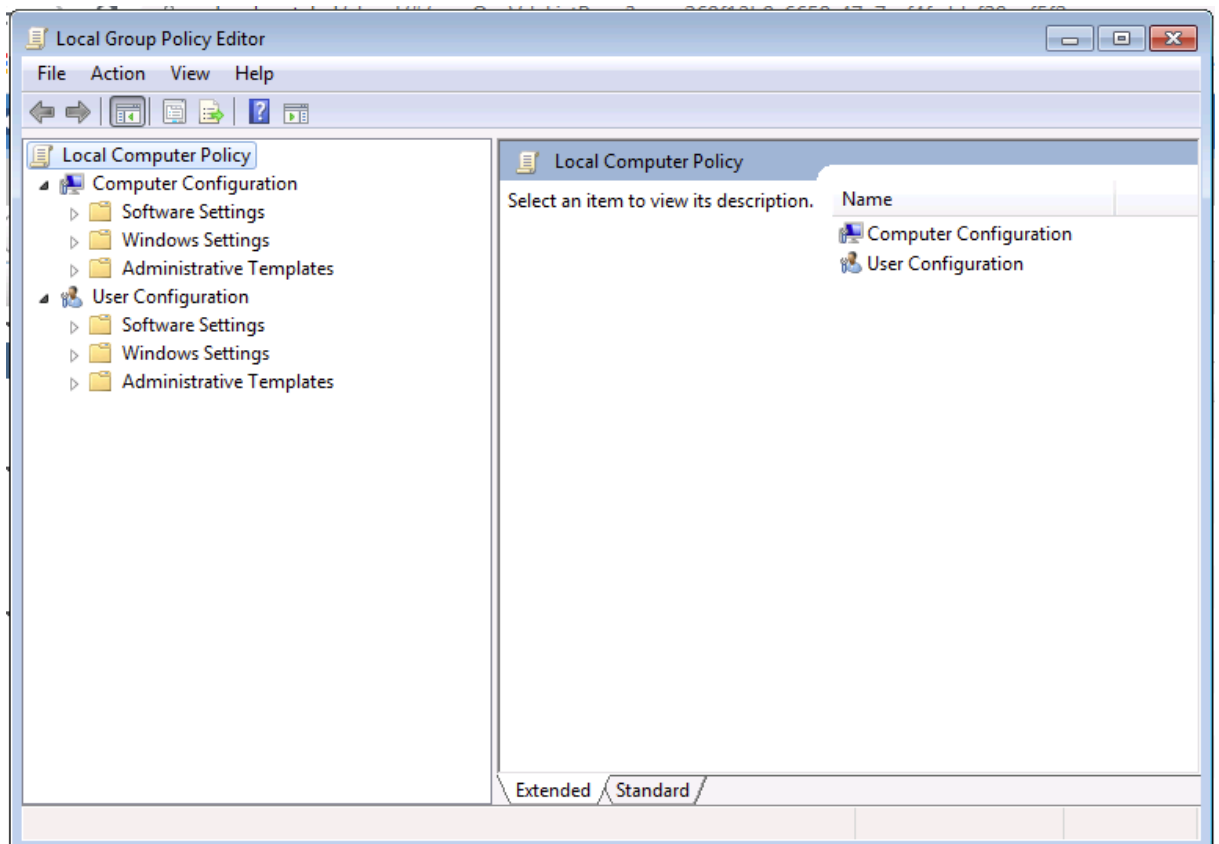 Local Group Policy Editor
File Action View Help
Local Computer Policy
Computer Configuration
Software Settings
Windows Settings
Administrative Templates
User Configuration
Software Settings
Windows Settings
Administrative Templates
Local Computer Policy
Select an item to view its description.
Name
Computer Configuration
User Configuration
Extended Standard